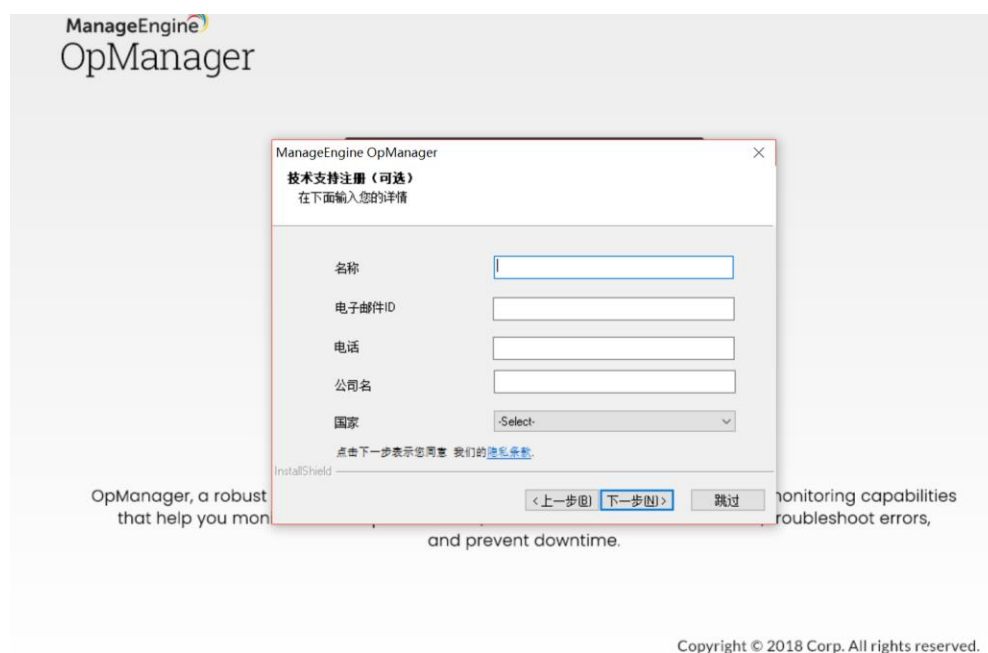 ManageEngine
OpManager
ManageEngine OpManager
技术支持注册（可选）
在下面输入您的详情
名称
电子邮件ID
电话
公司名
国家
-Select-
点击下一步表示您同意 我们的隐私条款.
InstallShield
<上一步(B) 下一步(N)> 跳过
OpManager, a robust
onitoring capabilities
that help you mon
roubleshoot errors,
and prevent downtime.
Copyright © 2018 Corp. All rights reserved.